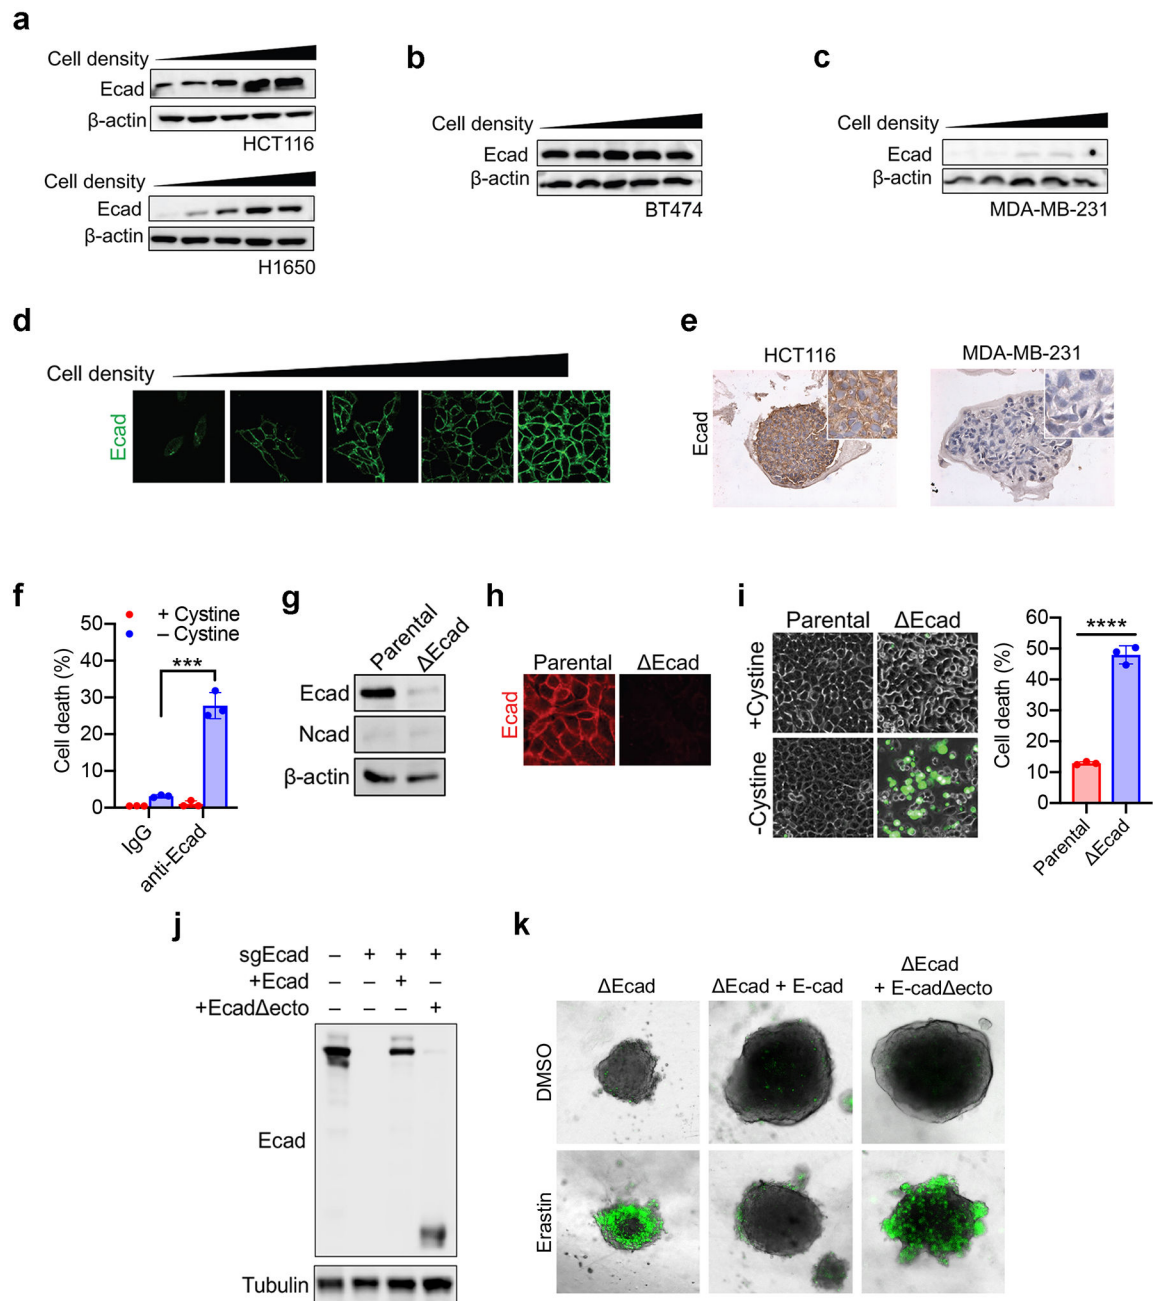 a
Cell density
Ecad
β-actin
HCT116
Cell density
Ecad
β-actin
H1650
b
Cell density
Ecad
β-actin
BT474
c
Cell density
Ecad
β-actin
MDA-MB-231
d
Cell density
Ecad
e
HCT116
MDA-MB-231
Ecad
f
+ Cystine
– Cystine
Cell death (%)
50
40
30
20
10
0
***
IgG
anti-Ecad
g
Parental
ΔEcad
Ecad
Ncad
β-actin
h
Parental ΔEcad
Ecad
i
Parental ΔEcad
+Cystine
-Cystine
Cell death (%)
60
50
40
30
20
10
0
****
Parental
ΔEcad
j
sgEcad – + + +
+Ecad – – + –
+EcadΔecto – – – +
Ecad
Tubulin
k
ΔEcad
ΔEcad + E-cad
ΔEcad
+ E-cadΔecto
DMSO
Erastin